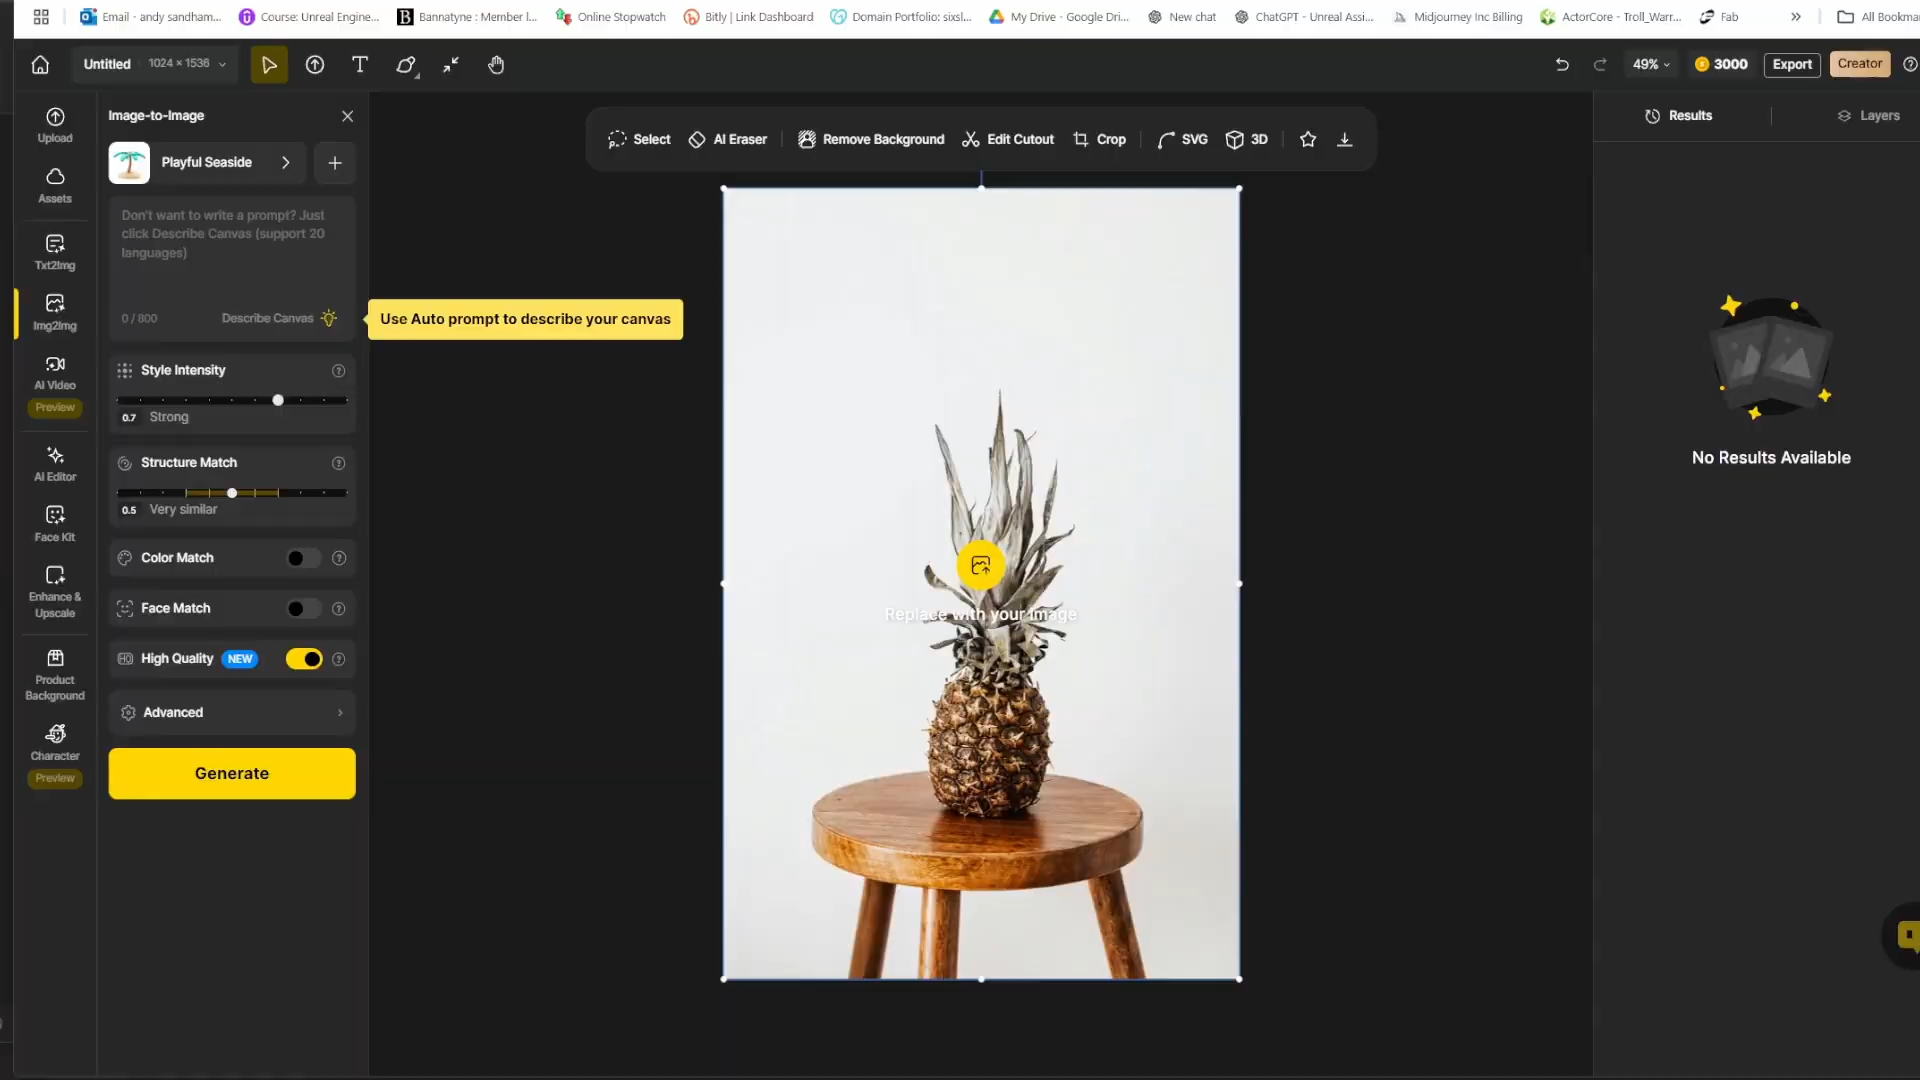 Email - andy sandham...
Course: Unreal Engine...
Bannatyne : Member l...
Online Stopwatch
Bitly | Link Dashboard
Domain Portfolio: sixsl...
My Drive - Google Dri...
New chat
ChatGPT - Unreal Assi...
Midjourney Inc Billing
ActorCore - Troll_Warr...
Fab
All Bookma
Untitled
1024 × 1536
49%
3000
Export
Creator
Upload
Assets
Txt2Img
Img2Img
AI Video
Preview
AI Editor
Face Kit
Enhance &
Upscale
Product
Background
Character
Preview
Image-to-Image
Playful Seaside
Don't want to write a prompt? Just
click Describe Canvas (support 20
languages)
0 / 800
Describe Canvas
Use Auto prompt to describe your canvas
Style Intensity
0.7 Strong
Structure Match
0.5 Very similar
Color Match
Face Match
High Quality NEW
Advanced
Generate
Select
AI Eraser
Remove Background
Edit Cutout
Crop
SVG
3D
Replace with your image
Results
Layers
No Results Available